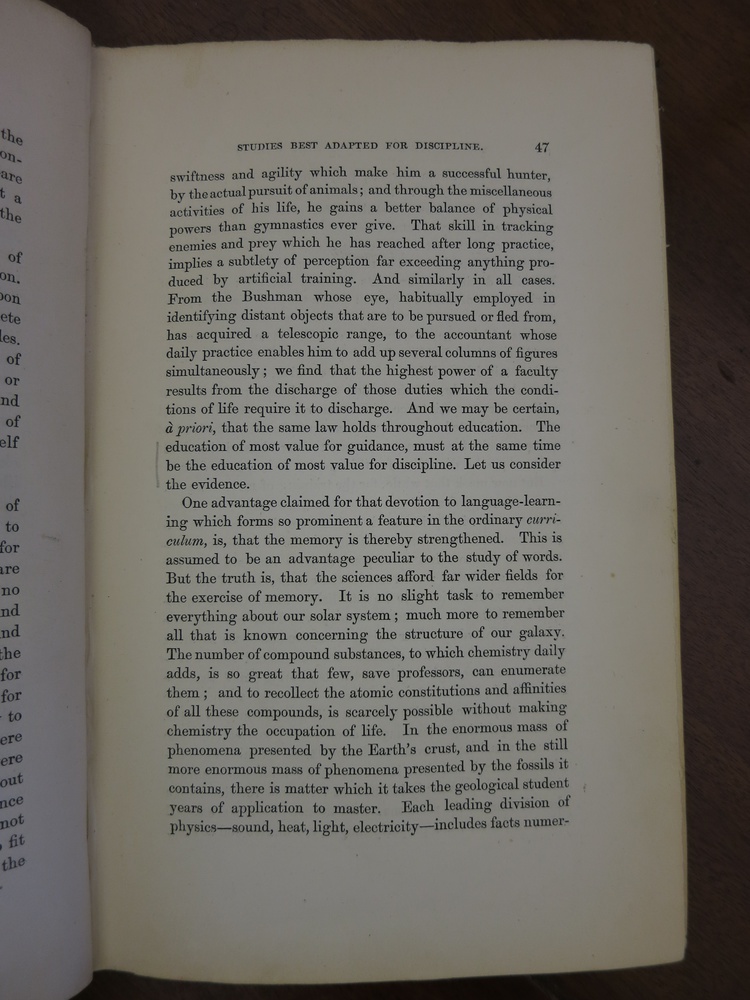 the
on-
are
t a
the
of
on.
oon
ete
les.
of
or
nd
of
elf
of
to
for
are
no
nd
nd
the
for
for
to
ere
ere
out
nce
not
fit
the
STUDIES BEST ADAPTED FOR DISCIPLINE. 47
swiftness and agility which make him a successful hunter,
by the actual pursuit of animals; and through the miscellaneous
activities of his life, he gains a better balance of physical
powers than gymnastics ever give. That skill in tracking
enemies and prey which he has reached after long practice,
implies a subtlety of perception far exceeding anything pro-
duced by artificial training. And similarly in all cases.
From the Bushman whose eye, habitually employed in
identifying distant objects that are to be pursued or fled from,
has acquired a telescopic range, to the accountant whose
daily practice enables him to add up several columns of figures
simultaneously; we find that the highest power of a faculty
results from the discharge of those duties which the condi-
tions of life require it to discharge. And we may be certain,
à priori, that the same law holds throughout education. The
education of most value for guidance, must at the same time
be the education of most value for discipline. Let us consider
the evidence.
One advantage claimed for that devotion to language-learn-
ing which forms so prominent a feature in the ordinary curri-
culum, is, that the memory is thereby strengthened. This is
assumed to be an advantage peculiar to the study of words.
But the truth is, that the sciences afford far wider fields for
the exercise of memory. It is no slight task to remember
everything about our solar system; much more to remember
all that is known concerning the structure of our galaxy.
The number of compound substances, to which chemistry daily
adds, is so great that few, save professors, can enumerate
them; and to recollect the atomic constitutions and affinities
of all these compounds, is scarcely possible without making
chemistry the occupation of life. In the enormous mass of
phenomena presented by the Earth's crust, and in the still
more enormous mass of phenomena presented by the fossils it
contains, there is matter which it takes the geological student
years of application to master. Each leading division of
physics—sound, heat, light, electricity—includes facts numer-